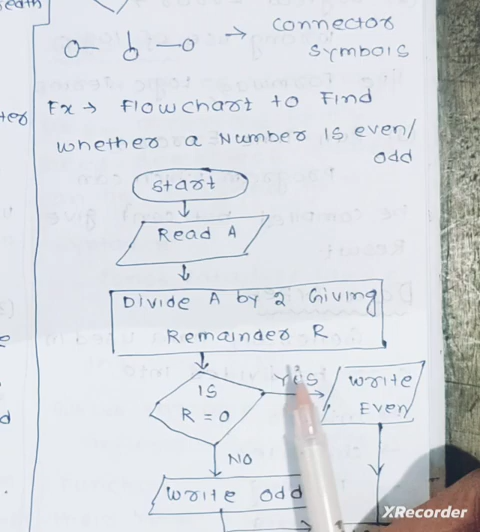 → connector
symbols
Ex → Flowchart to Find
whether a Number is even/
odd
Start
Read A
Divide A by 2 Giving
Remainder R
Yes
Is
R = 0
Write
Even
No
Write odd
XRecorder